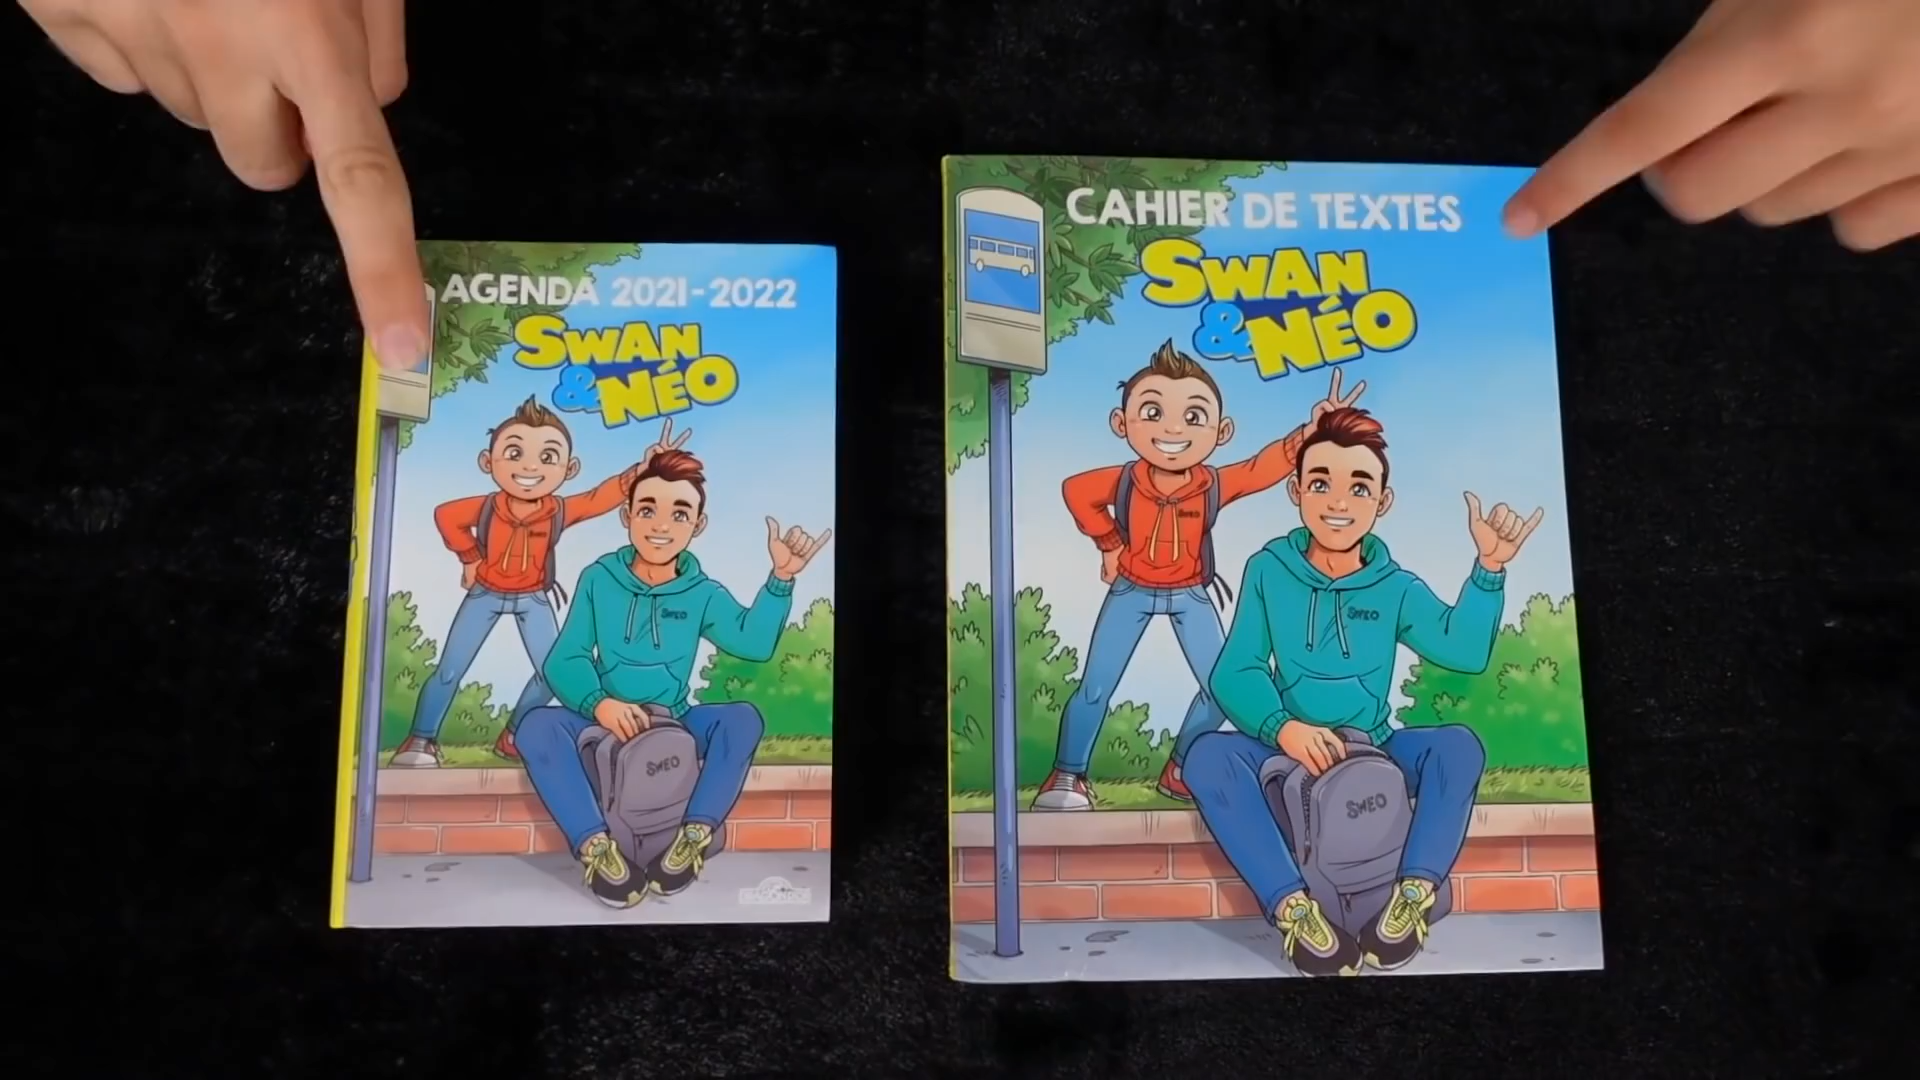 AGENDA 2021-2022
SWAN
& NÉO
SWEO
SWEO
SWEO
CAHIER DE TEXTES
SWAN
& NÉO
SWEO
SWEO
SWEO